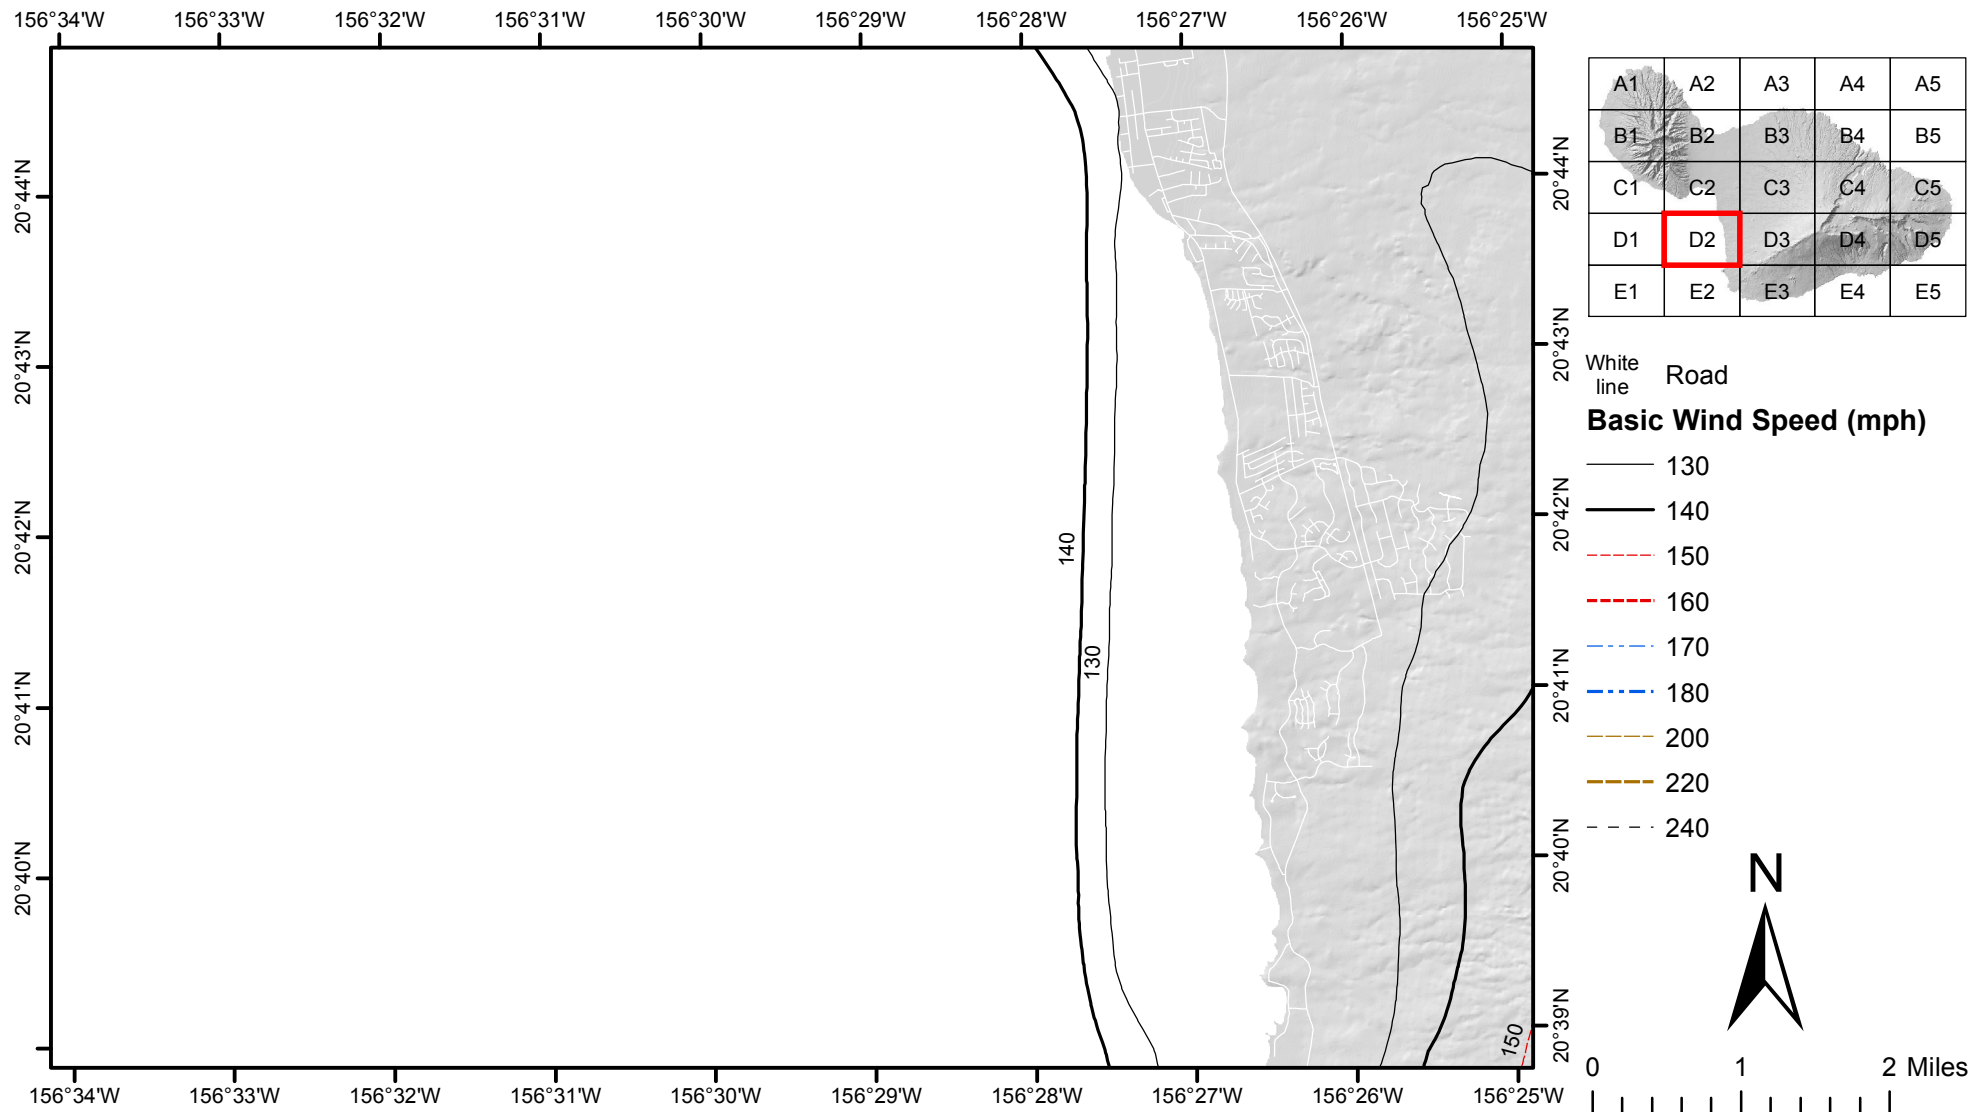 156°34'W 156°33'W 156°32'W 156°31'W 156°30'W 156°29'W 156°28'W 156°27'W 156°26'W 156°25'W
20°44'N
20°43'N
20°42'N
20°41'N
20°40'N
140
130
150
20°44'N
20°43'N
20°42'N
20°41'N
20°40'N
20°39'N
156°34'W 156°33'W 156°32'W 156°31'W 156°30'W 156°29'W 156°28'W 156°27'W 156°26'W 156°25'W
A1 A2 A3 A4 A5
B1 B2 B3 B4 B5
C1 C2 C3 C4 C5
D1 D2 D3 D4 D5
E1 E2 E3 E4 E5
White
line
Road
Basic Wind Speed (mph)
130
140
150
160
170
180
200
220
240
N
0 1 2 Miles